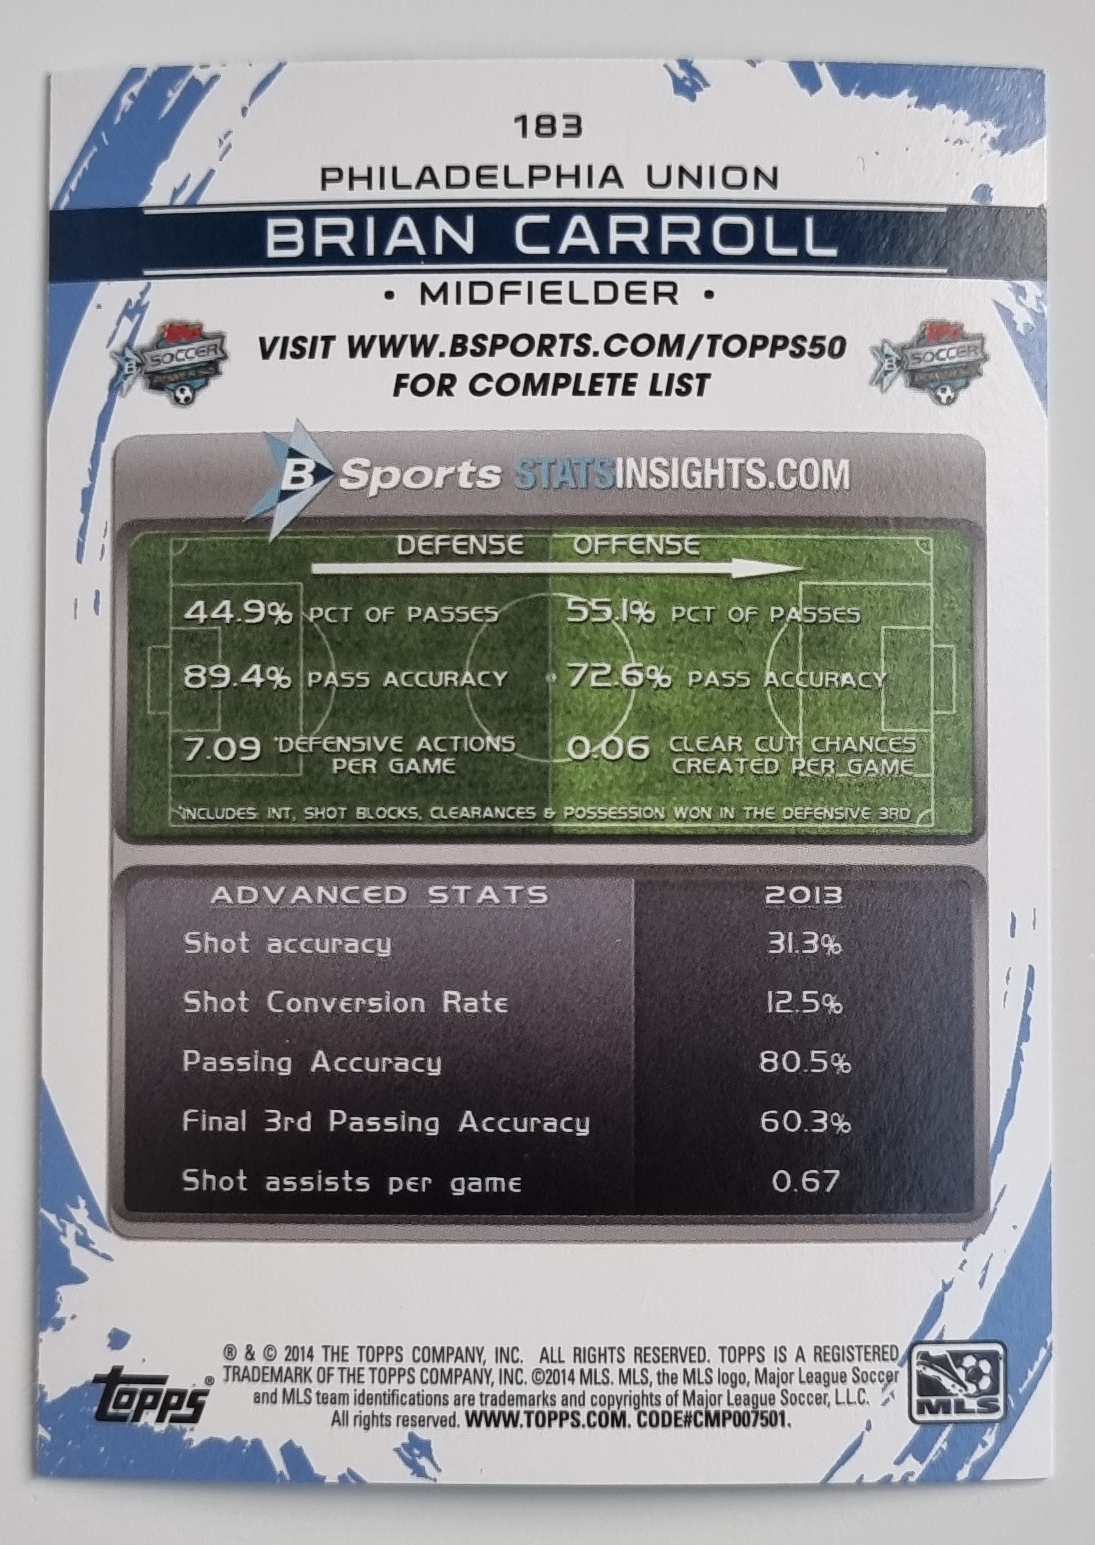 183
PHILADELPHIA UNION
BRIAN CARROLL
• MIDFIELDER •
VISIT WWW.BSPORTS.COM/TOPPS50
FOR COMPLETE LIST
Topps
B SOCCER
Topps
B SOCCER
B Sports STATSINSIGHTS.COM
DEFENSE OFFENSE
44.9% PCT OF PASSES 55.1% PCT OF PASSES
89.4% PASS ACCURACY 72.6% PASS ACCURACY
7.09 *DEFENSIVE ACTIONS PER GAME 0.06 CLEAR CUT CHANCES CREATED PER GAME
*INCLUDES: INT, SHOT BLOCKS, CLEARANCES & POSSESSION WON IN THE DEFENSIVE 3RD
ADVANCED STATS 2013
Shot accuracy 31.3%
Shot Conversion Rate 12.5%
Passing Accuracy 80.5%
Final 3rd Passing Accuracy 60.3%
Shot assists per game 0.67
® & © 2014 THE TOPPS COMPANY, INC. ALL RIGHTS RESERVED. TOPPS IS A REGISTERED
TRADEMARK OF THE TOPPS COMPANY, INC. ©2014 MLS. MLS, the MLS logo, Major League Soccer
and MLS team identifications are trademarks and copyrights of Major League Soccer, L.L.C.
All rights reserved. WWW.TOPPS.COM. CODE#CMP007501.
topps®
MLS